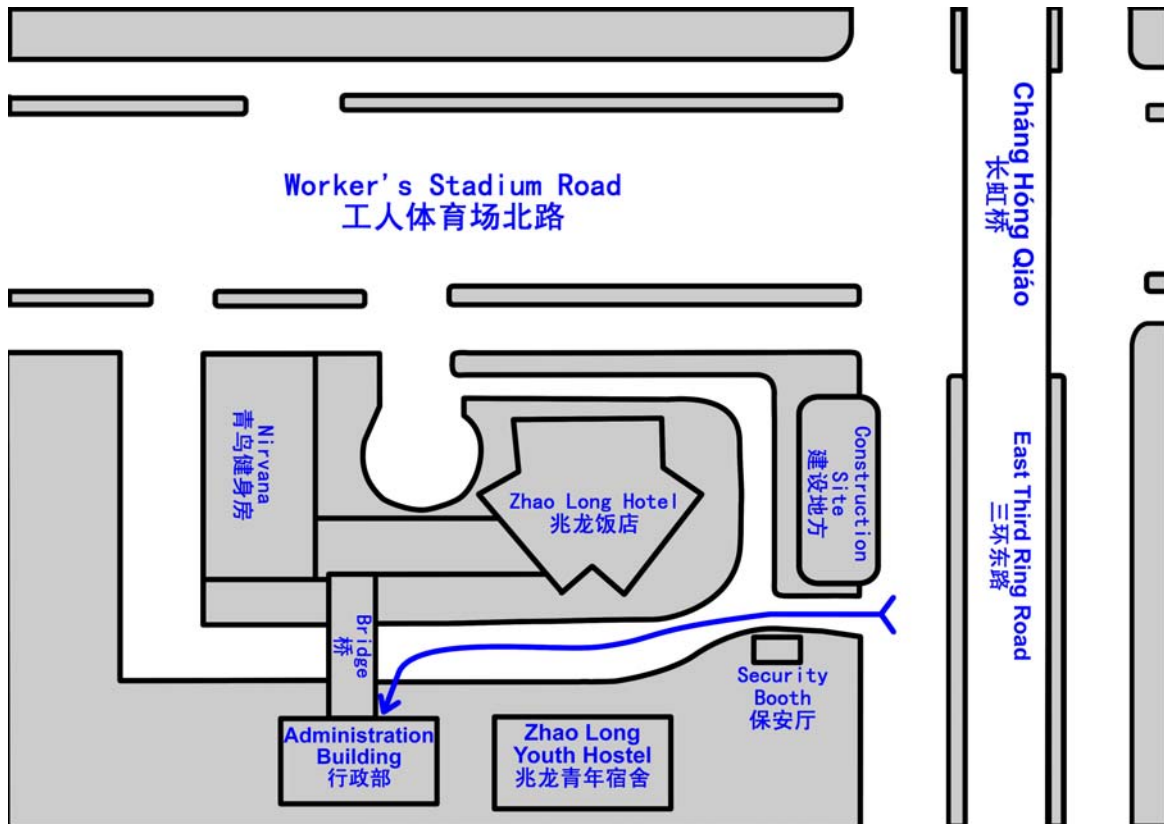 Worker's Stadium Road
工人体育场北路
Cháng Hóng Qiáo
长虹桥
Nirvana
青鸟健身房
Zhao Long Hotel
兆龙饭店
Construction
Site
建设地方
East Third Ring Road
三环东路
Bridge
桥
Security
Booth
保安厅
Administration
Building
行政部
Zhao Long
Youth Hostel
兆龙青年宿舍